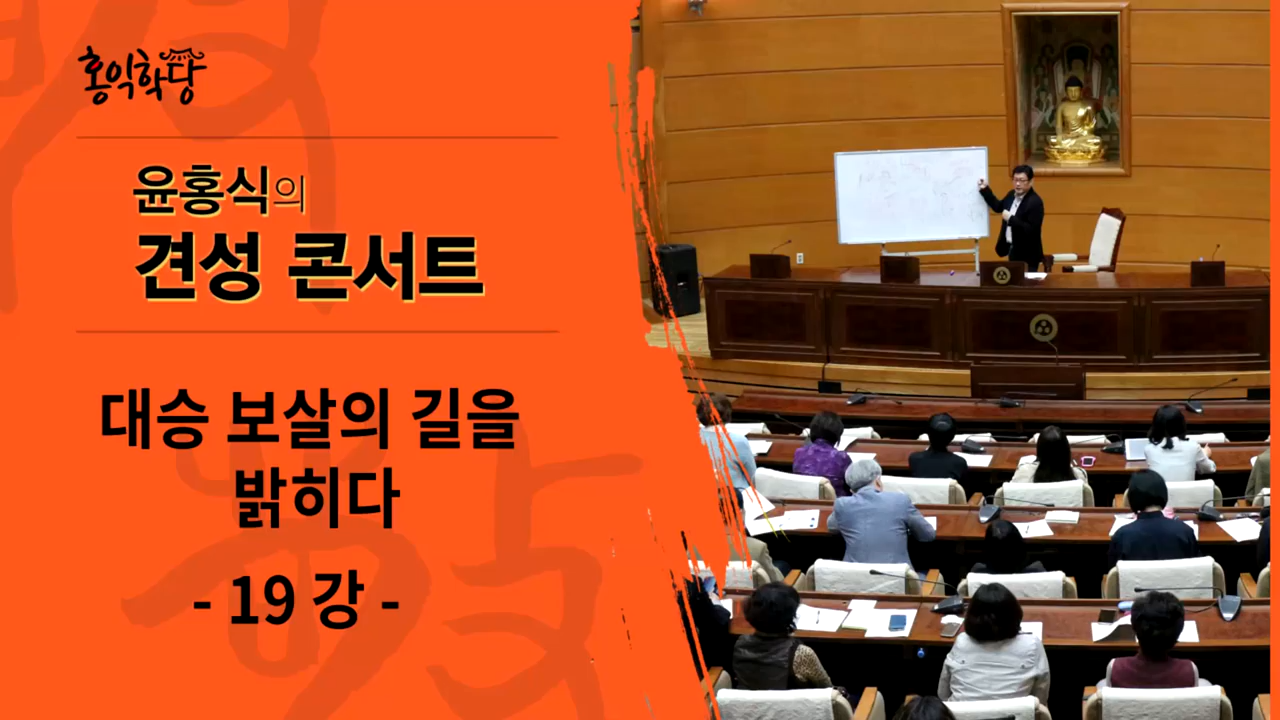 홍익학당
윤홍식의
견성 콘서트
대승 보살의 길을
밝히다
- 19 강 -